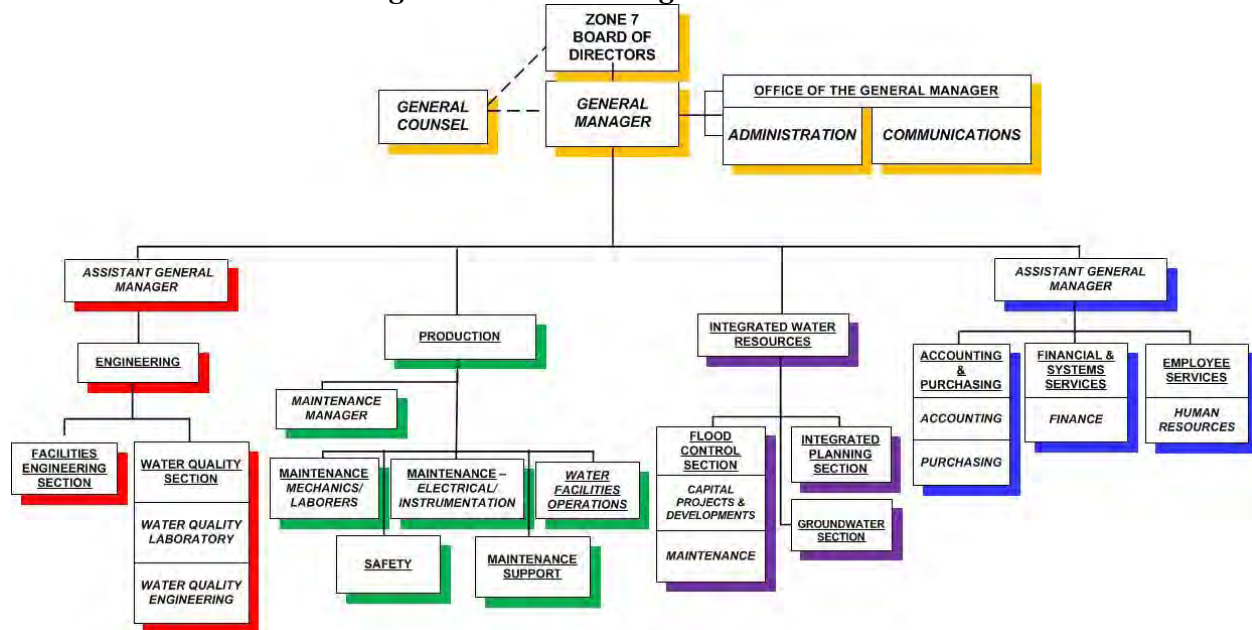 ZONE 7
BOARD OF
DIRECTORS
GENERAL
COUNSEL
GENERAL
MANAGER
OFFICE OF THE GENERAL MANAGER
ADMINISTRATION
COMMUNICATIONS
ASSISTANT GENERAL
MANAGER
ENGINEERING
FACILITIES
ENGINEERING
SECTION
WATER QUALITY
SECTION
WATER QUALITY
LABORATORY
WATER QUALITY
ENGINEERING
PRODUCTION
MAINTENANCE
MANAGER
MAINTENANCE
MECHANICS/
LABORERS
MAINTENANCE –
ELECTRICAL/
INSTRUMENTATION
WATER
FACILITIES
OPERATIONS
SAFETY
MAINTENANCE
SUPPORT
INTEGRATED WATER
RESOURCES
FLOOD
CONTROL
SECTION
CAPITAL
PROJECTS &
DEVELOPMENTS
MAINTENANCE
INTEGRATED
PLANNING
SECTION
GROUNDWATER
SECTION
ASSISTANT GENERAL
MANAGER
ACCOUNTING
&
PURCHASING
ACCOUNTING
PURCHASING
FINANCIAL &
SYSTEMS
SERVICES
FINANCE
EMPLOYEE
SERVICES
HUMAN
RESOURCES